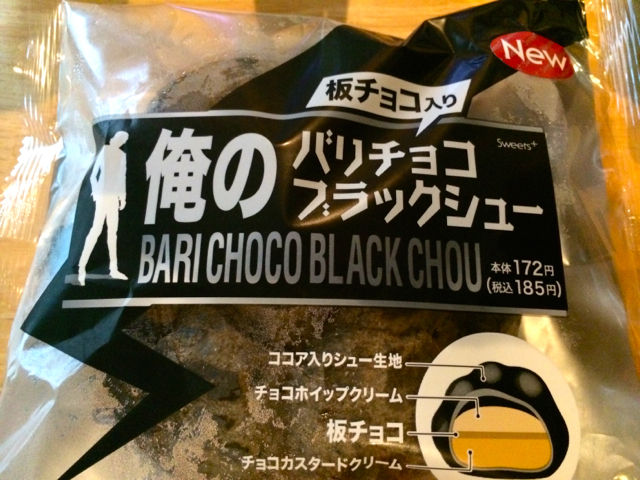 New
板チョコ入り
Sweets+
俺の
バリチョコ
ブラックシュー
BARI CHOCO BLACK CHOU
本体172円
(税込185円)
ココア入りシュー生地
チョコホイップクリーム
板チョコ
チョコカスタードクリーム